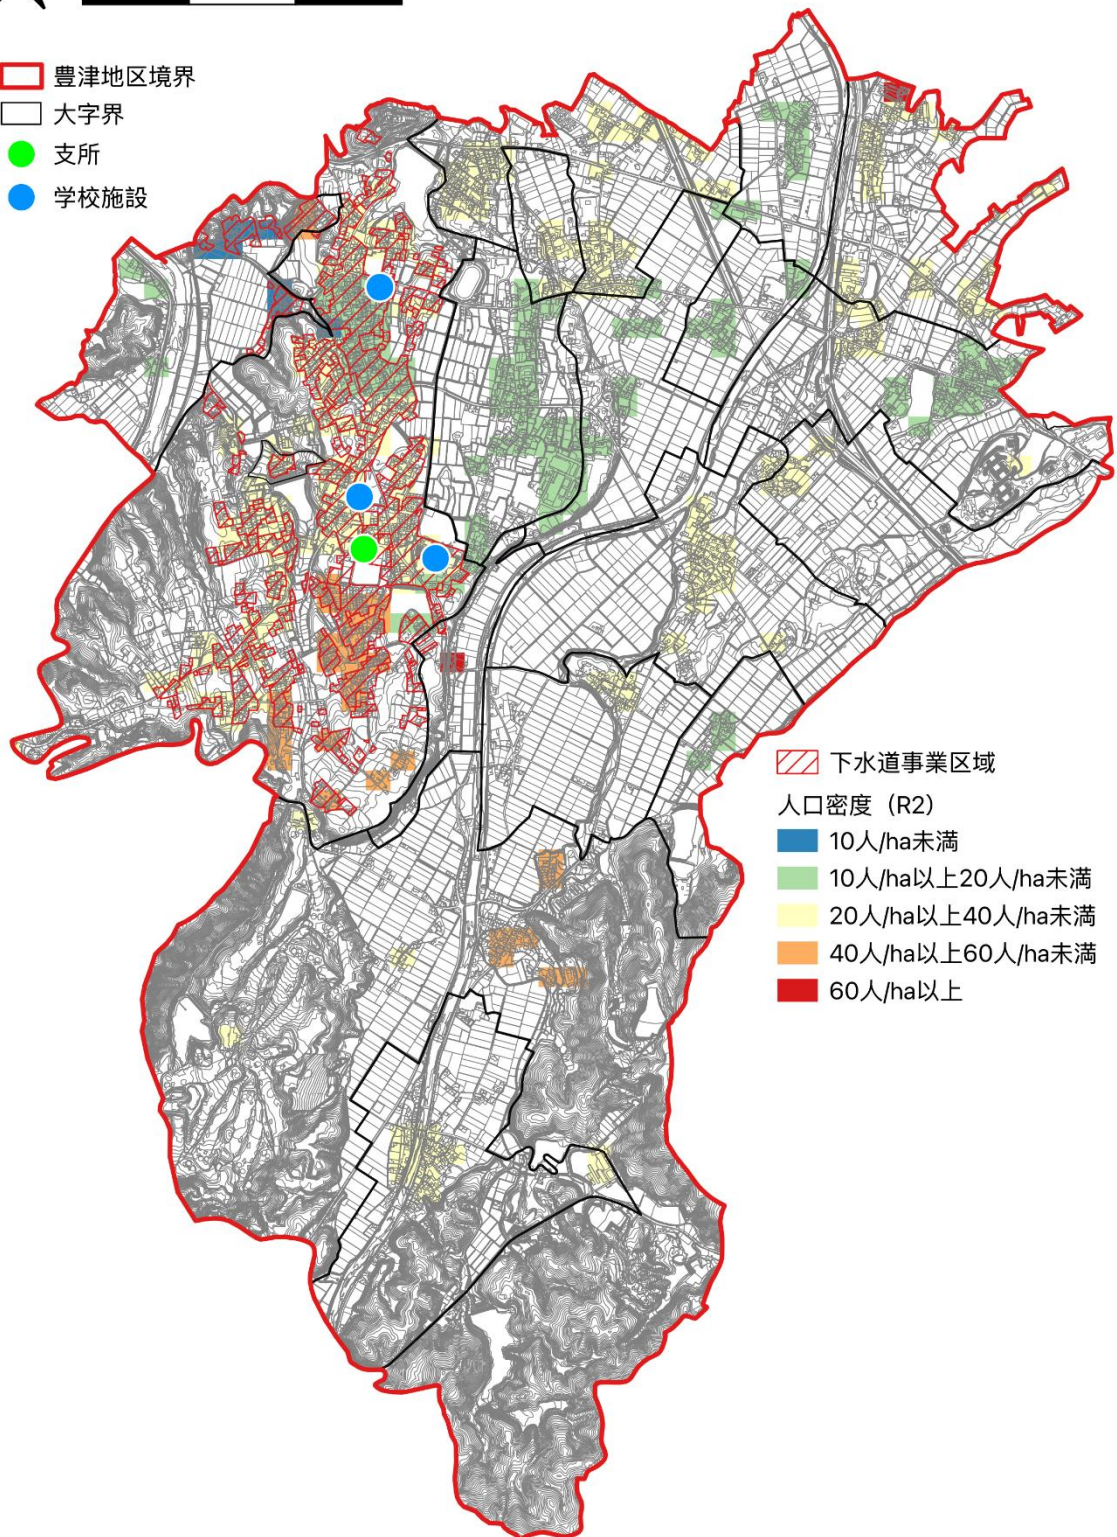 豊津地区境界
大字界
支所
学校施設
下水道事業区域
人口密度（R2）
10人/ha未満
10人/ha以上20人/ha未満
20人/ha以上40人/ha未満
40人/ha以上60人/ha未満
60人/ha以上